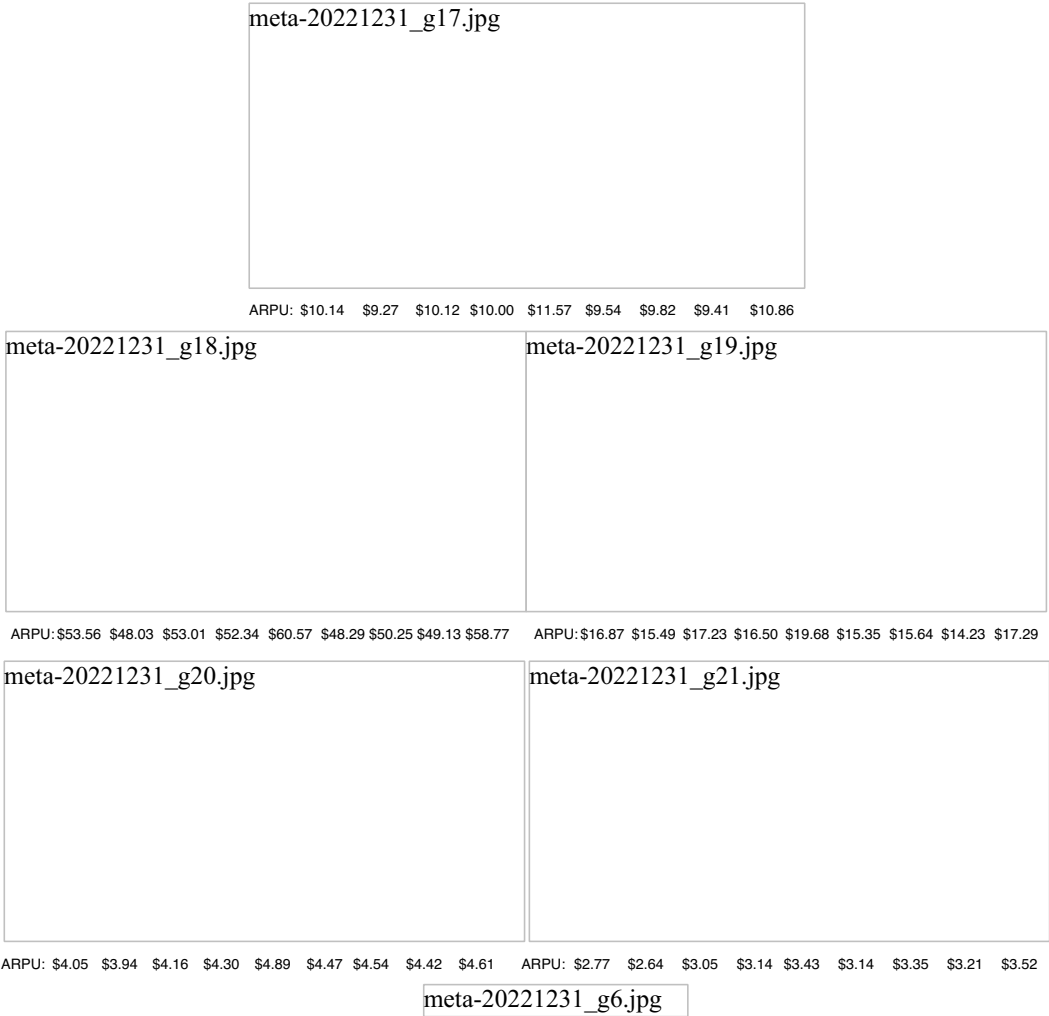 meta-20221231_g17.jpg
ARPU: $10.14 $9.27 $10.12 $10.00 $11.57 $9.54 $9.82 $9.41 $10.86
meta-20221231_g18.jpg
meta-20221231_g19.jpg
ARPU: $53.56 $48.03 $53.01 $52.34 $60.57 $48.29 $50.25 $49.13 $58.77
ARPU: $16.87 $15.49 $17.23 $16.50 $19.68 $15.35 $15.64 $14.23 $17.29
meta-20221231_g20.jpg
meta-20221231_g21.jpg
ARPU: $4.05 $3.94 $4.16 $4.30 $4.89 $4.47 $4.54 $4.42 $4.61
ARPU: $2.77 $2.64 $3.05 $3.14 $3.43 $3.14 $3.35 $3.21 $3.52
meta-20221231_g6.jpg